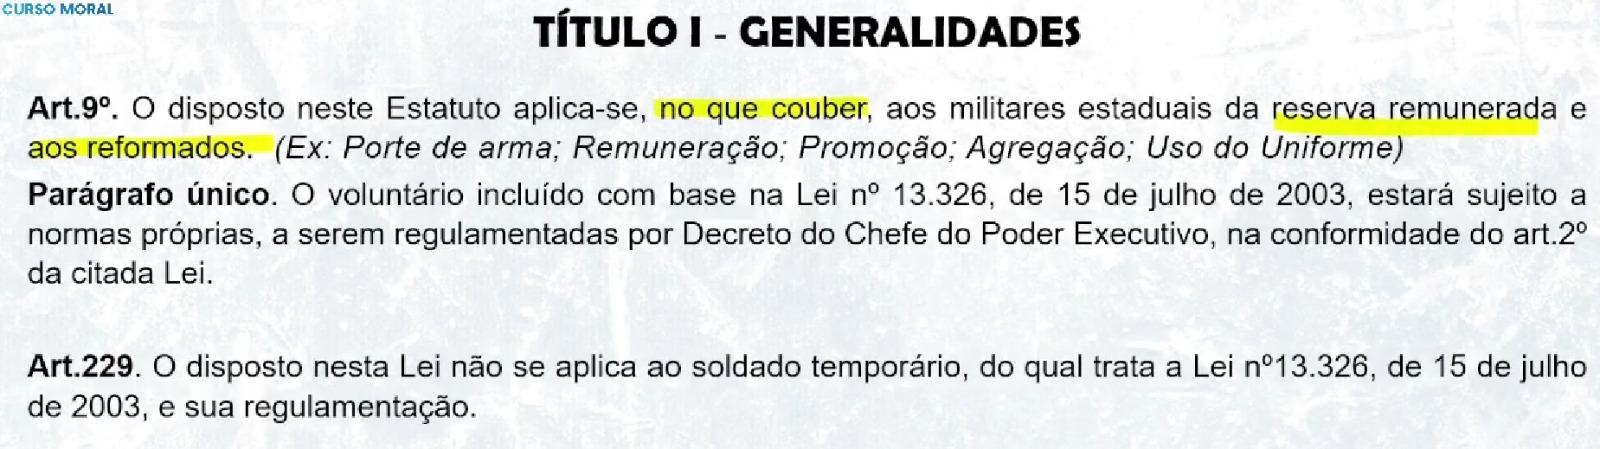 CURSO MORAL
TÍTULO I - GENERALIDADES
Art.9º. O disposto neste Estatuto aplica-se, no que couber, aos militares estaduais da reserva remunerada e
aos reformados. (Ex: Porte de arma; Remuneração; Promoção; Agregação; Uso do Uniforme)
Parágrafo único. O voluntário incluído com base na Lei nº 13.326, de 15 de julho de 2003, estará sujeito a
normas próprias, a serem regulamentadas por Decreto do Chefe do Poder Executivo, na conformidade do art.2º
da citada Lei.
Art.229. O disposto nesta Lei não se aplica ao soldado temporário, do qual trata a Lei nº13.326, de 15 de julho
de 2003, e sua regulamentação.